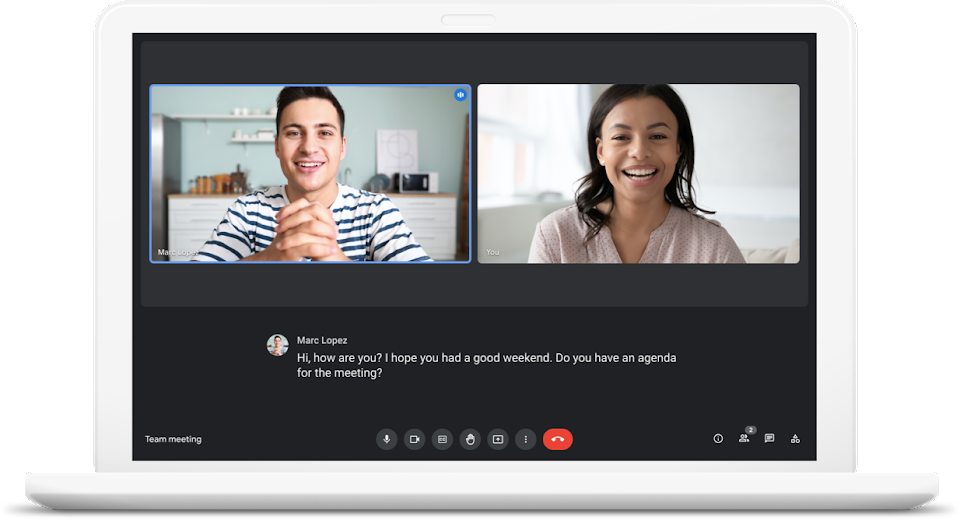 Marc Lopez
You
Marc Lopez
Hi, how are you? I hope you had a good weekend. Do you have an agenda
for the meeting?
Team meeting
2